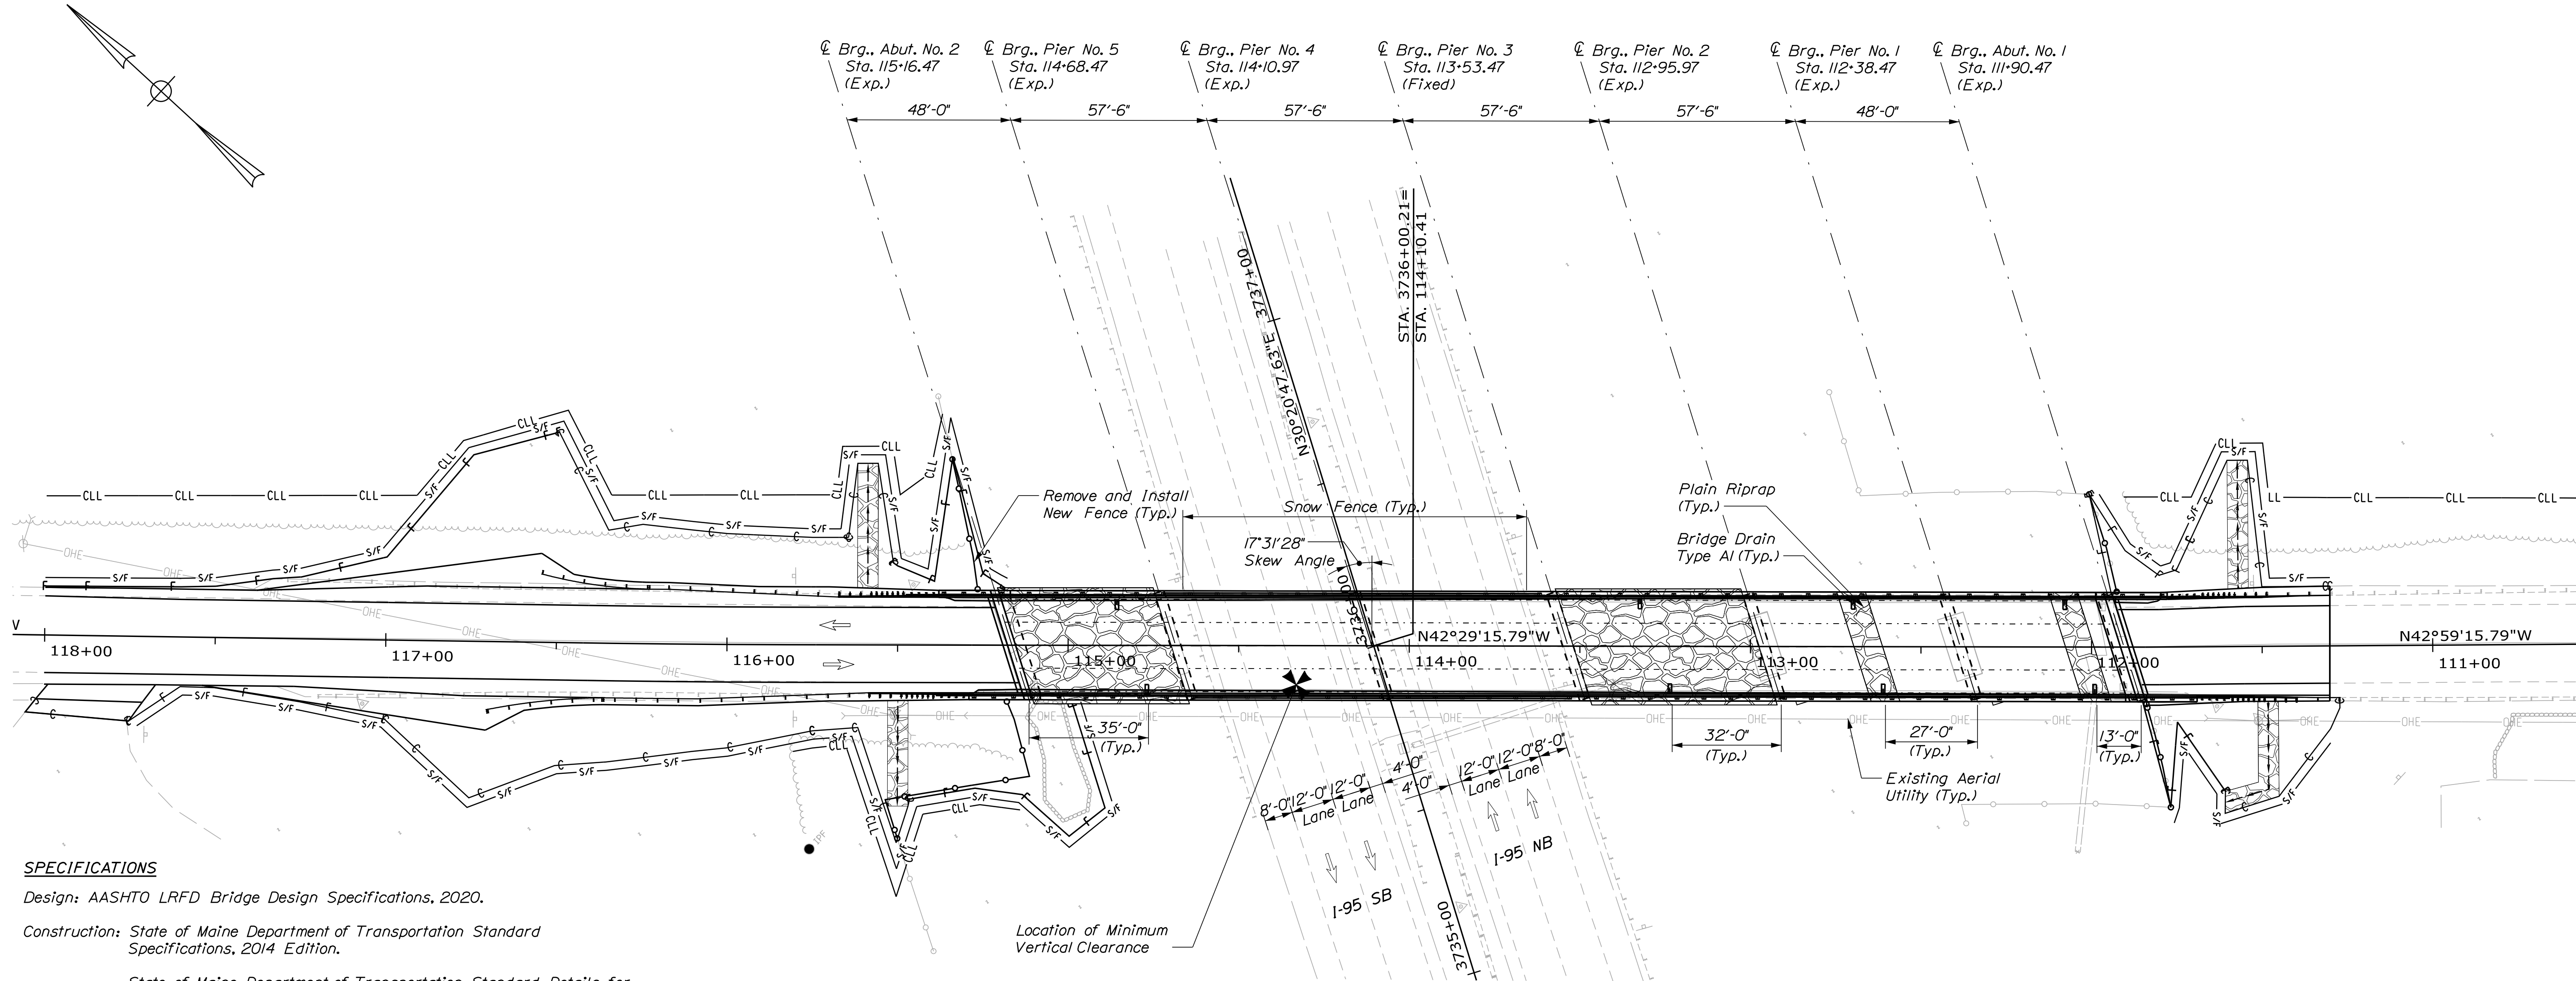 ℄ Brg., Abut. No. 2
Sta. 115+16.47
(Exp.)
℄ Brg., Pier No. 5
Sta. 114+68.47
(Exp.)
℄ Brg., Pier No. 4
Sta. 114+10.97
(Exp.)
℄ Brg., Pier No. 3
Sta. 113+53.47
(Fixed)
℄ Brg., Pier No. 2
Sta. 112+95.97
(Exp.)
℄ Brg., Pier No. 1
Sta. 112+38.47
(Exp.)
℄ Brg., Abut. No. 1
Sta. 111+90.47
(Exp.)
48'-0"
57'-6"
57'-6"
57'-6"
57'-6"
48'-0"
STA. 3736+00.21=
STA. 114+10.41
3737+00
N30°20'47.63"E
3736+00
3735+00
Remove and Install
New Fence (Typ.)
Snow Fence (Typ.)
17°31'28"
Skew Angle
Plain Riprap
(Typ.)
Bridge Drain
Type A1 (Typ.)
N42°29'15.79"W
N42°59'15.79"W
118+00
117+00
116+00
115+00
114+00
113+00
112+00
111+00
35'-0"
(Typ.)
32'-0"
(Typ.)
27'-0"
(Typ.)
13'-0"
(Typ.)
Existing Aerial
Utility (Typ.)
8'-0"
12'-0"
12'-0"
4'-0"
4'-0"
12'-0"
12'-0"
8'-0"
Lane
Lane
Lane
Lane
I-95 SB
I-95 NB
Location of Minimum
Vertical Clearance
IPF
SPECIFICATIONS
Design: AASHTO LRFD Bridge Design Specifications, 2020.
Construction: State of Maine Department of Transportation Standard
Specifications, 2014 Edition.
State of Maine Department of Transportation Standard Details for